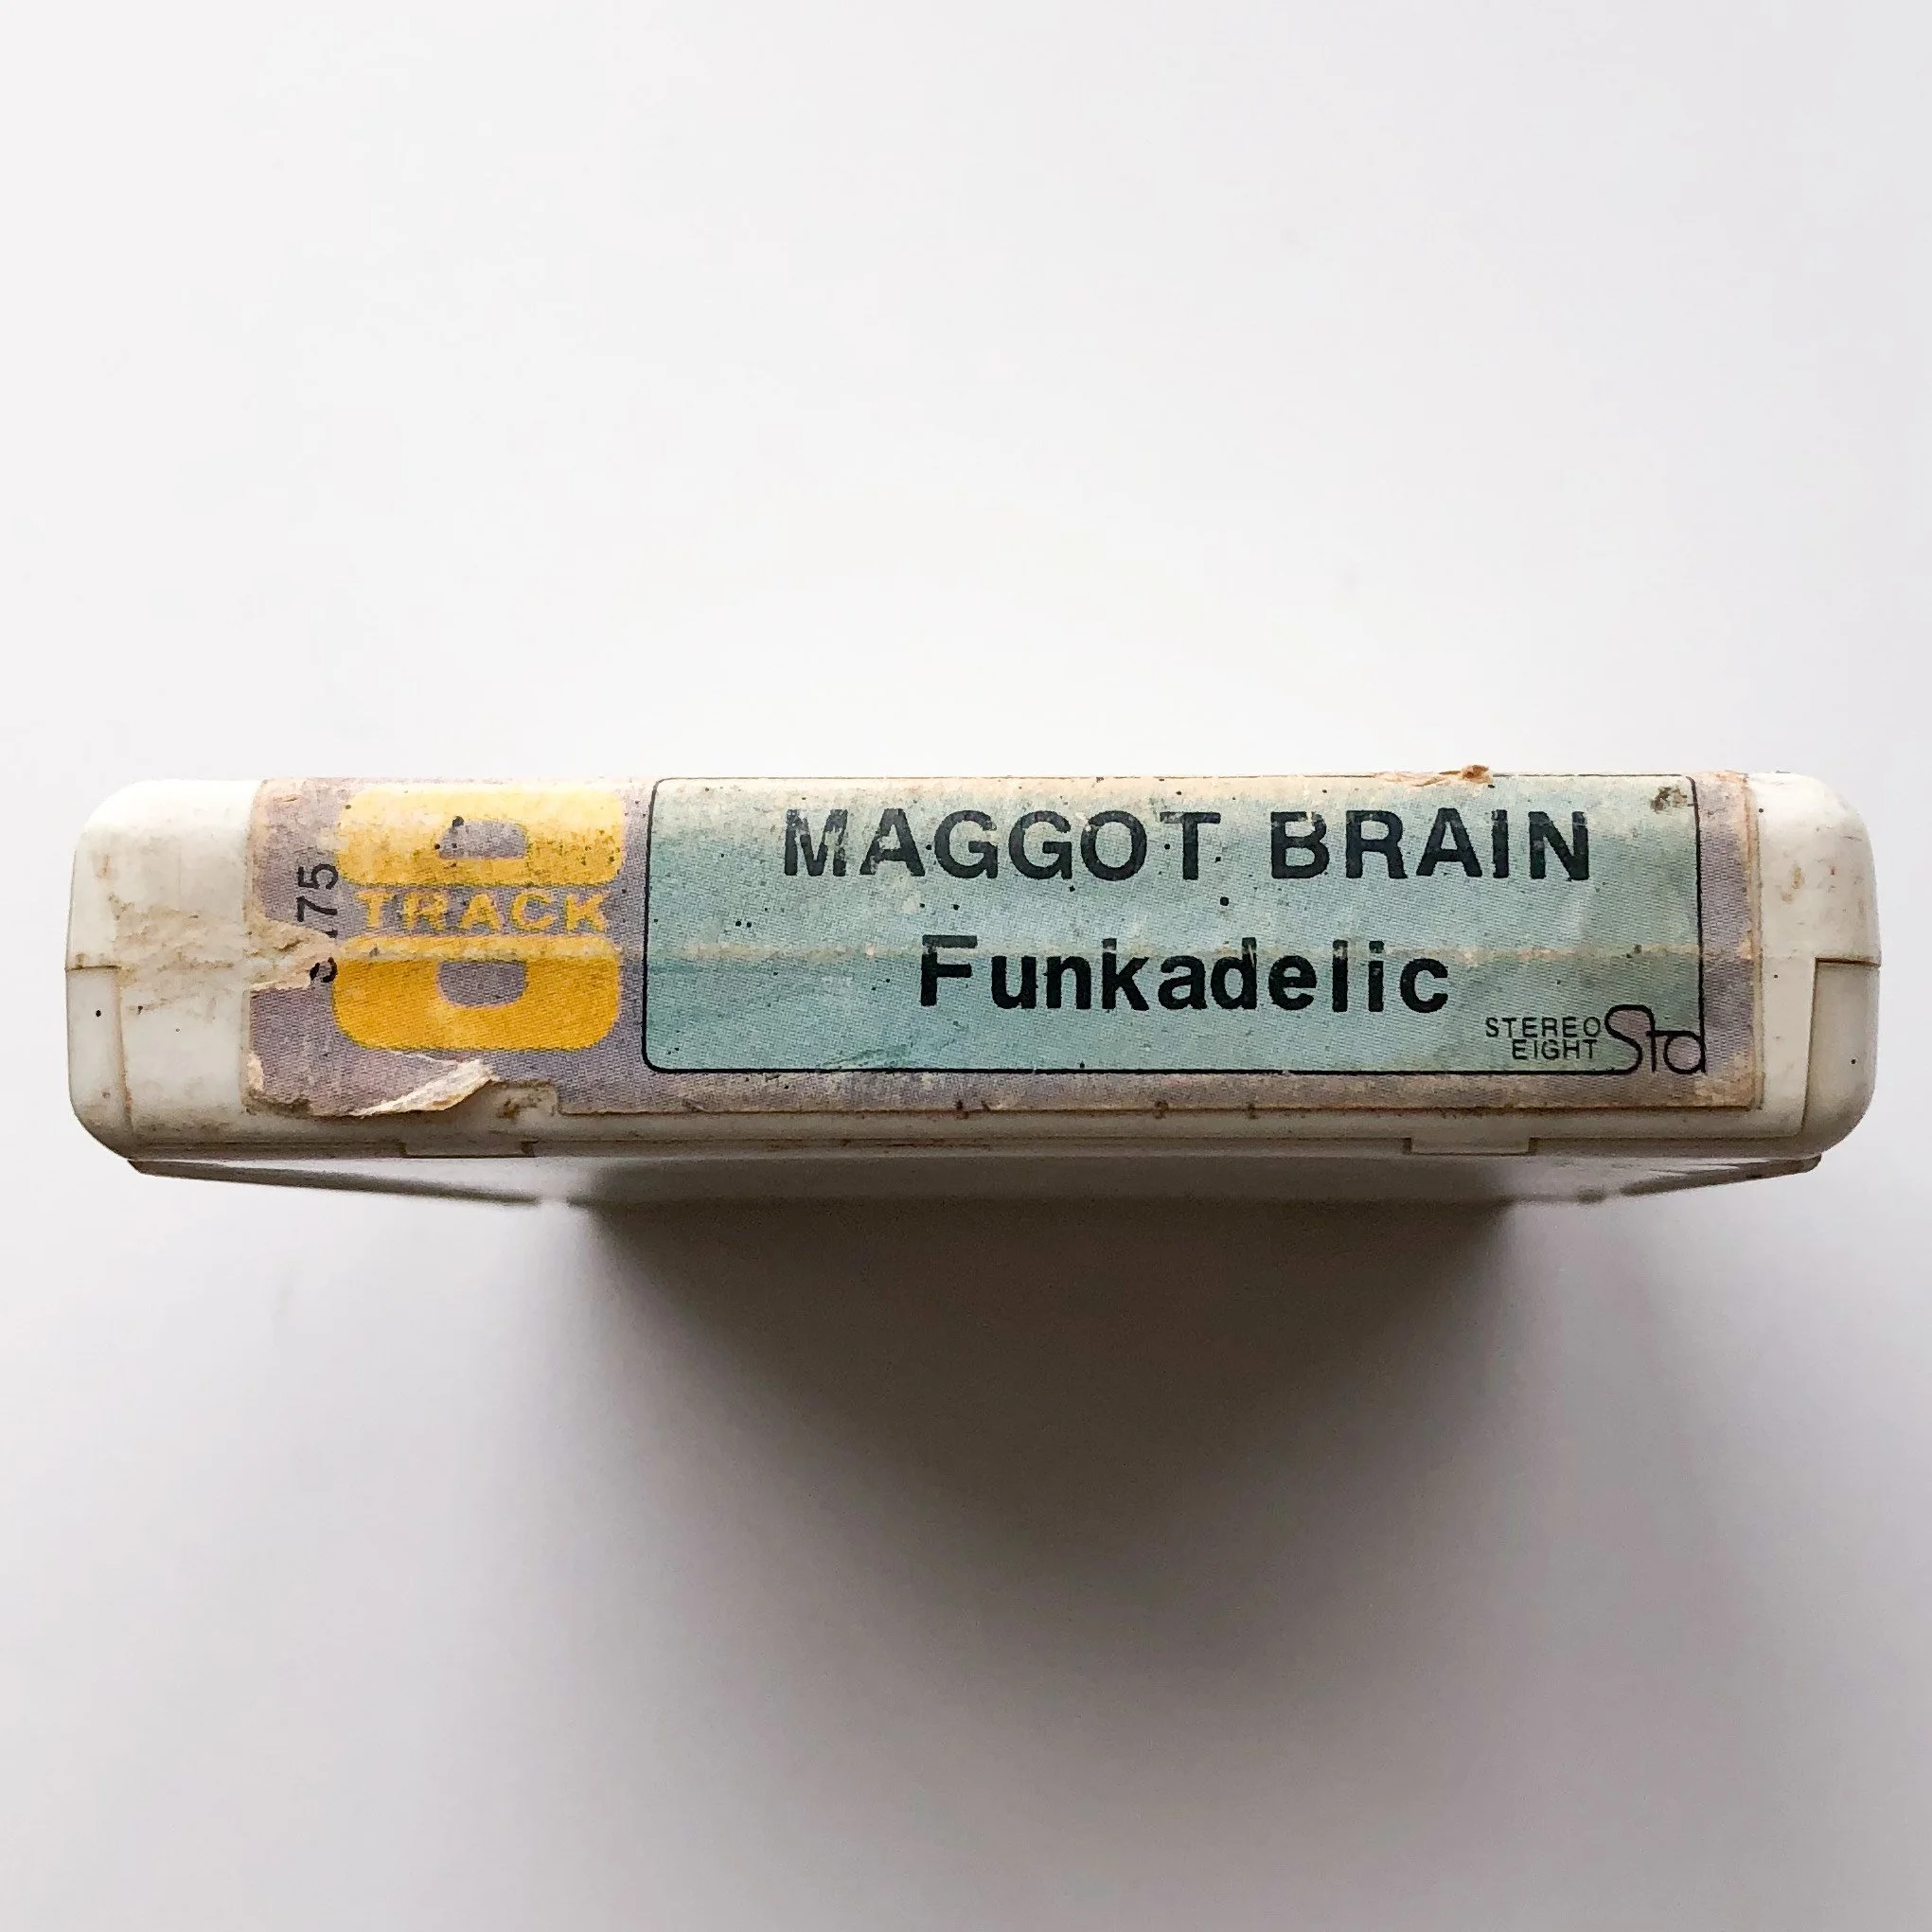 8
TRACK
MAGGOT BRAIN
Funkadelic
STEREO
EIGHT
Std